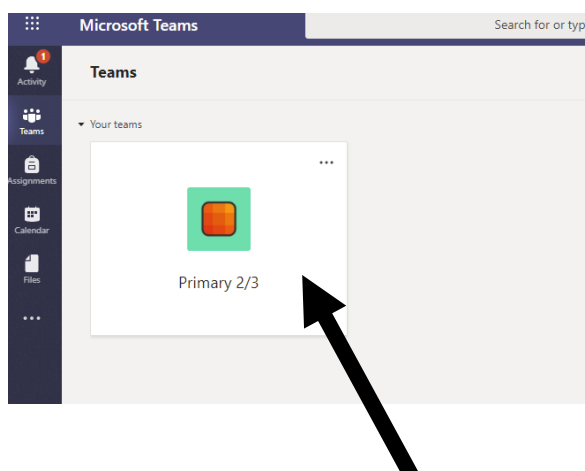 Microsoft Teams
Search for or typ
1
Activity
Teams
Teams
Your teams
Assignments
Calendar
Files
Primary 2/3